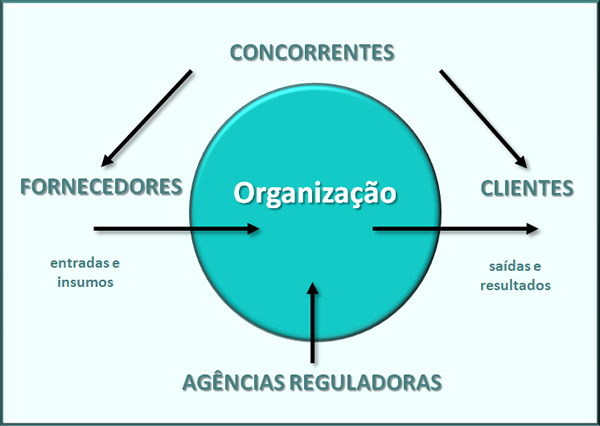 CONCORRENTES
FORNECEDORES
Organização
CLIENTES
entradas e
insumos
saídas e
resultados
AGÊNCIAS REGULADORAS